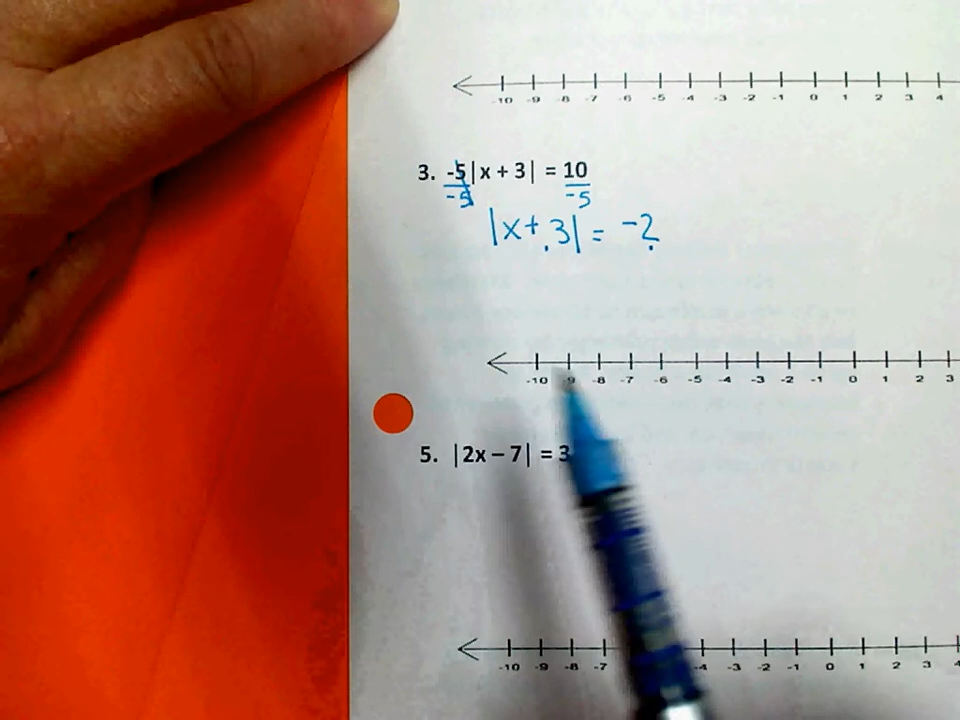 -10 -9 -8 -7 -6 -5 -4 -3 -2 -1 0 1 2 3 4
3. -5|x + 3| = 10
-5 -5
|x + 3| = -2
-10 -9 -8 -7 -6 -5 -4 -3 -2 -1 0 1 2 3
5. |2x – 7| = 3
-10 -9 -8 -7 -4 -3 -2 -1 0 1 2 3 4